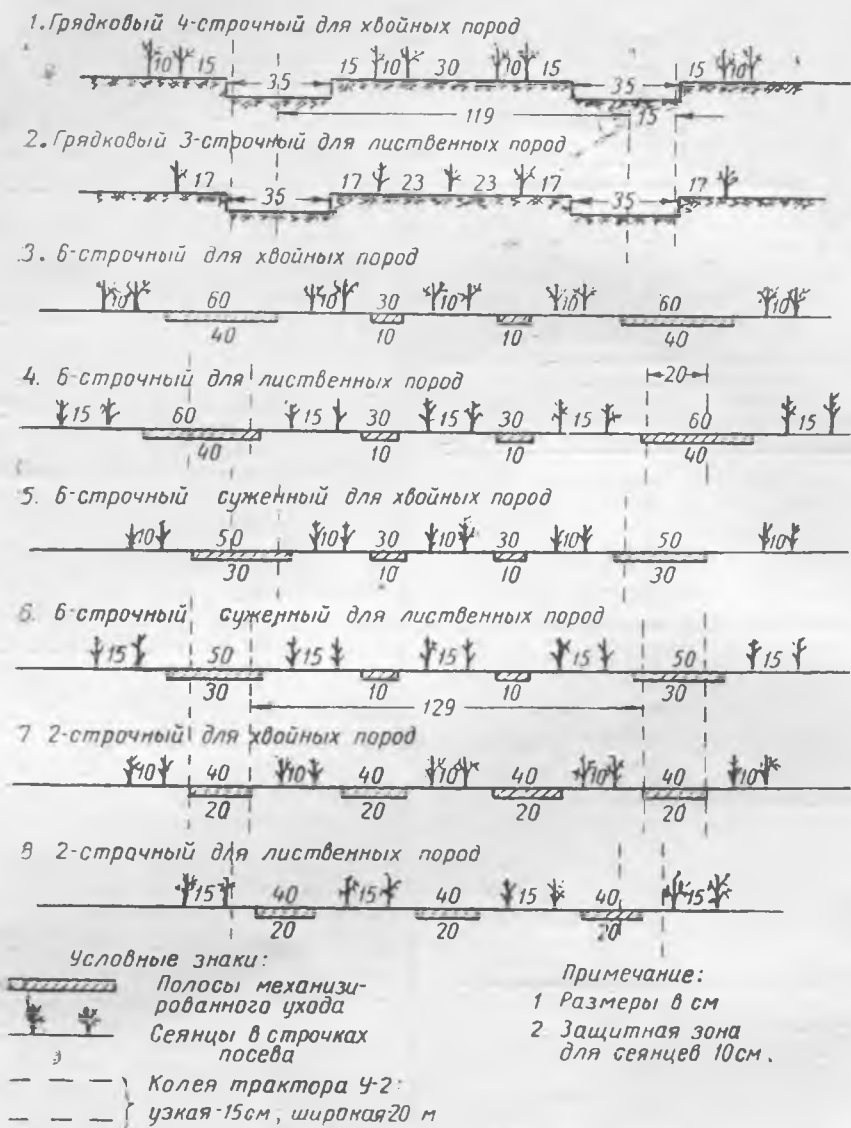 1. Грядковый 4-строчный для хвойных пород
10 15 35 15 10 30 10 15 35 15 10
119 15
2. Грядковый 3-строчный для лиственных пород
17 35 17 23 23 17 35 17
3. 6-строчный для хвойных пород
10 60 10 30 10 10 60 10
40 10 10 40
4. 6-строчный для лиственных пород
20
15 60 15 30 15 30 15 60 15
40 10 10 40
5. 6-строчный суженный для хвойных пород
10 50 10 30 10 30 10 50 10
30 10 10 30
6. 6-строчный суженный для лиственных пород
15 50 15 15 15 50 15
30 10 10 30
129
7 2-строчный для хвойных пород
10 40 10 40 10 40 10 40 10
20 20 20 20
8 2-строчный для лиственных пород
15 40 15 40 15 40 15
20 20 20
Условные знаки:
Полосы механизи-
рованного ухода
Сеянцы в строчках
посева
Колея трактора У-2:
узкая-15см, широкая-20 м
Примечание:
1 Размеры в см
2 Защитная зона
для сеянцев 10см.